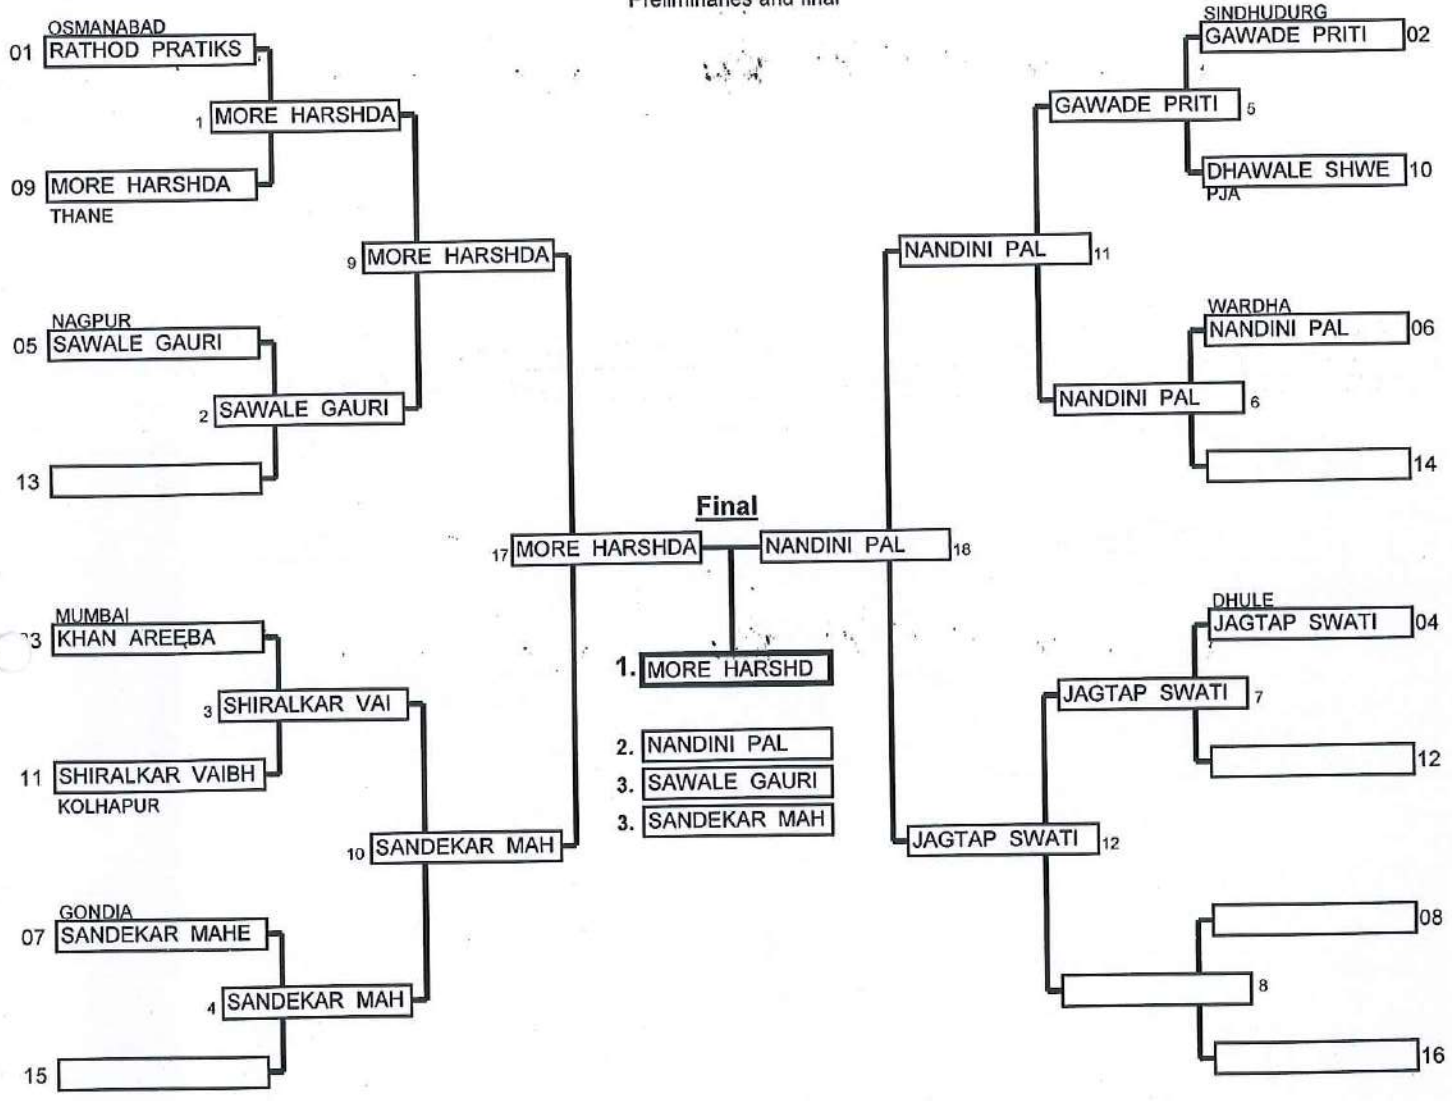 Preliminaries and final
OSMANABAD
01 RATHOD PRATIKS
1 MORE HARSHDA
09 MORE HARSHDA
THANE
9 MORE HARSHDA
NAGPUR
05 SAWALE GAURI
2 SAWALE GAURI
13
17 MORE HARSHDA
MUMBAI
3 KHAN AREEBA
3 SHIRALKAR VAI
11 SHIRALKAR VAIBH
KOLHAPUR
10 SANDEKAR MAH
GONDIA
07 SANDEKAR MAHE
4 SANDEKAR MAH
15
Final
1. MORE HARSHD
2. NANDINI PAL
3. SAWALE GAURI
3. SANDEKAR MAH
SINDHUDURG
GAWADE PRITI 02
GAWADE PRITI 5
DHAWALE SHWE 10
PJA
NANDINI PAL 11
WARDHA
NANDINI PAL 06
NANDINI PAL 6
14
NANDINI PAL 18
DHULE
JAGTAP SWATI 04
JAGTAP SWATI 7
12
JAGTAP SWATI 12
08
8
16